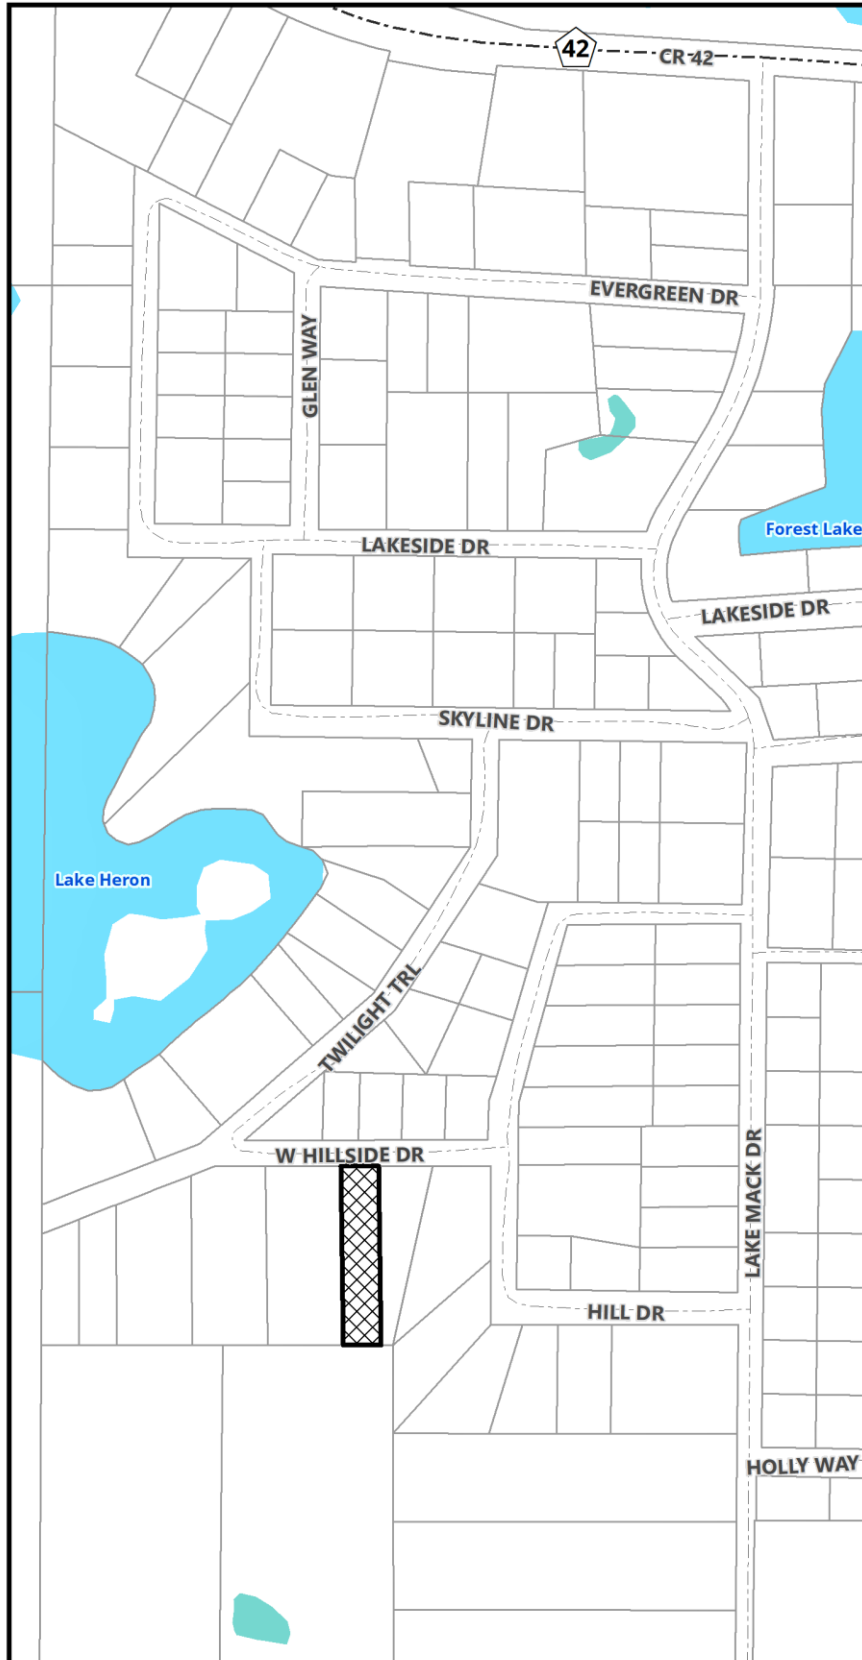 42
CR 42
EVERGREEN DR
GLEN WAY
Forest Lake
LAKESIDE DR
LAKESIDE DR
SKYLINE DR
Lake Heron
TWILIGHT TRL
W HILLSIDE DR
LAKE MACK DR
HILL DR
HOLLY WAY